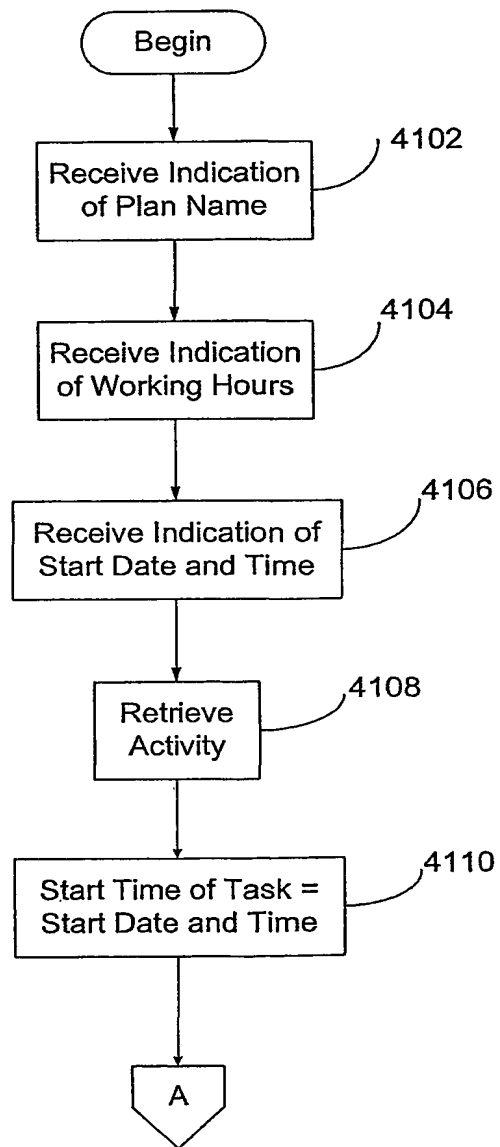 Begin
4102
Receive Indication
of Plan Name
4104
Receive Indication
of Working Hours
4106
Receive Indication of
Start Date and Time
4108
Retrieve
Activity
4110
Start Time of Task =
Start Date and Time
A